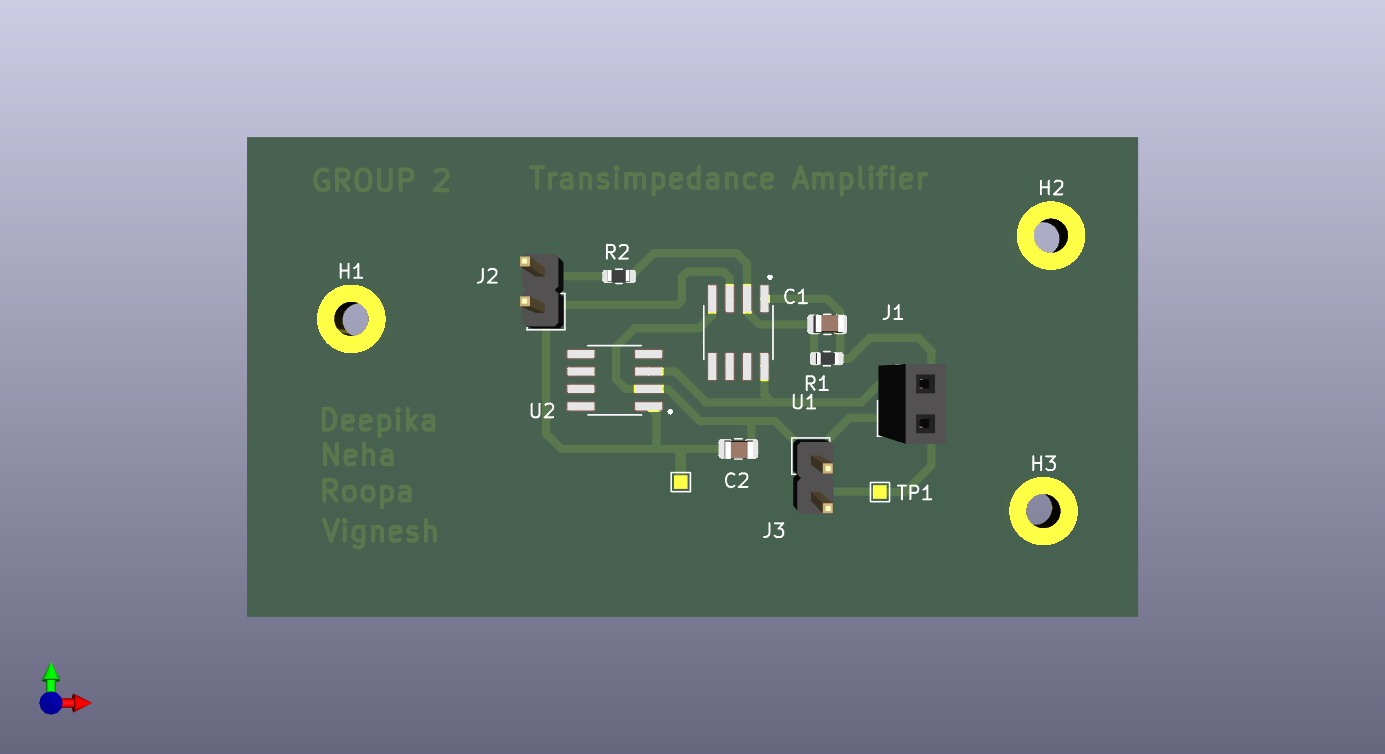 GROUP 2
Transimpedance Amplifier
H2
R2
H1
J2
C1
J1
R1
U1
U2
Deepika
Neha
H3
C2
Roopa
TP1
Vignesh
J3